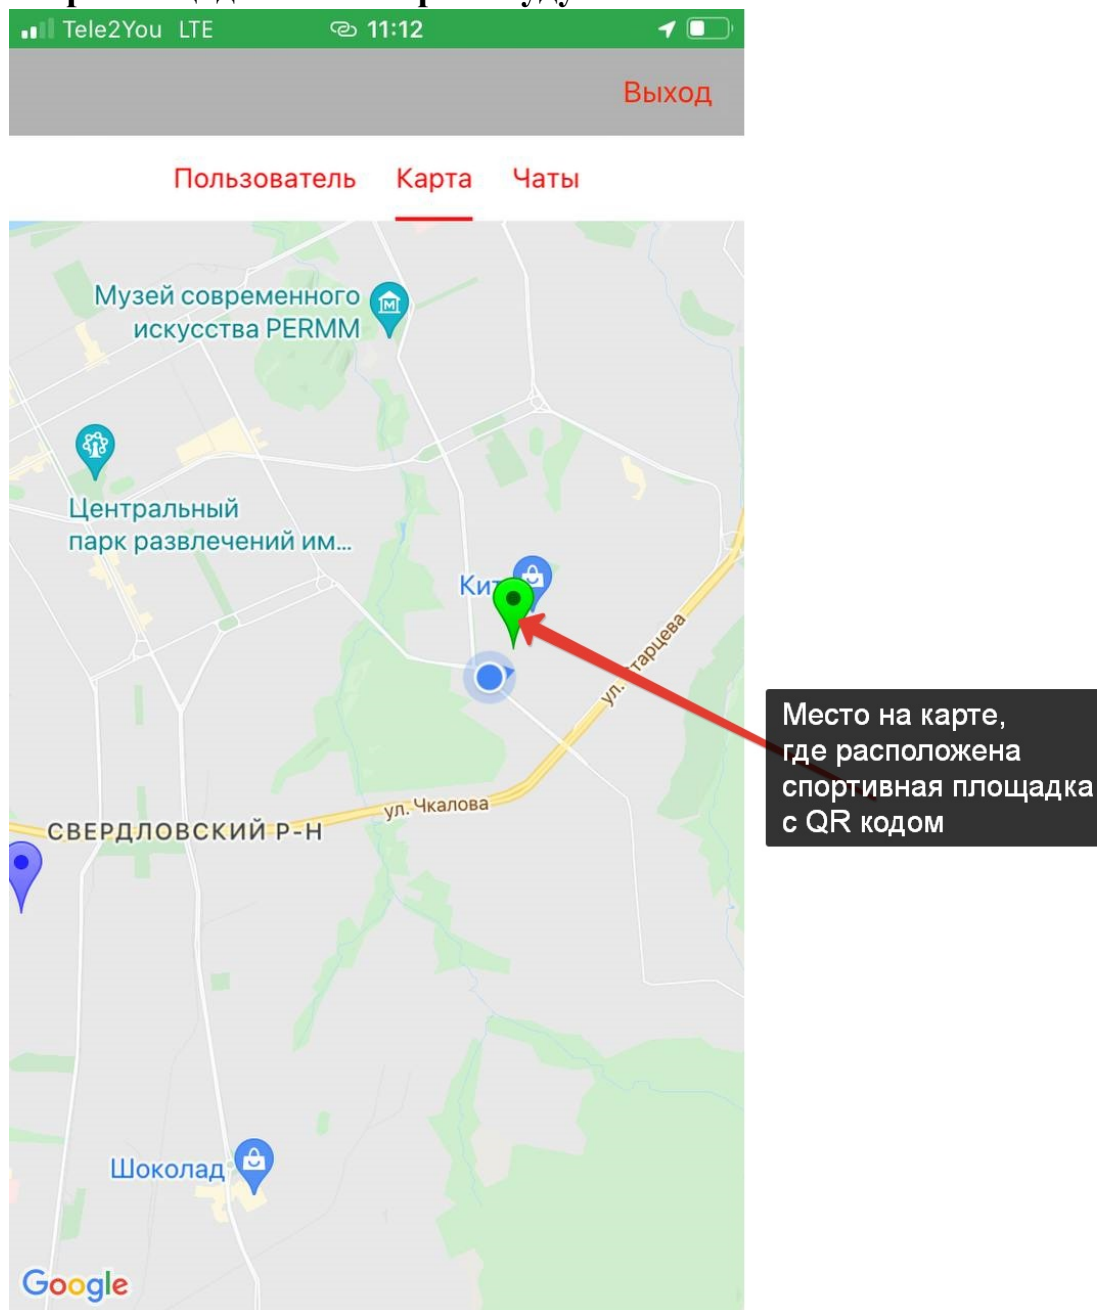 Tele2You LTE 11:12
Выход
Пользователь Карта Чаты
Музей современного
искусства PERMM
Центральный
парк развлечений им...
ул. Старцева
Место на карте,
где расположена
спортивная площадка
с QR кодом
ул. Чкалова
СВЕРДЛОВСКИЙ Р-Н
Шоколад
Google